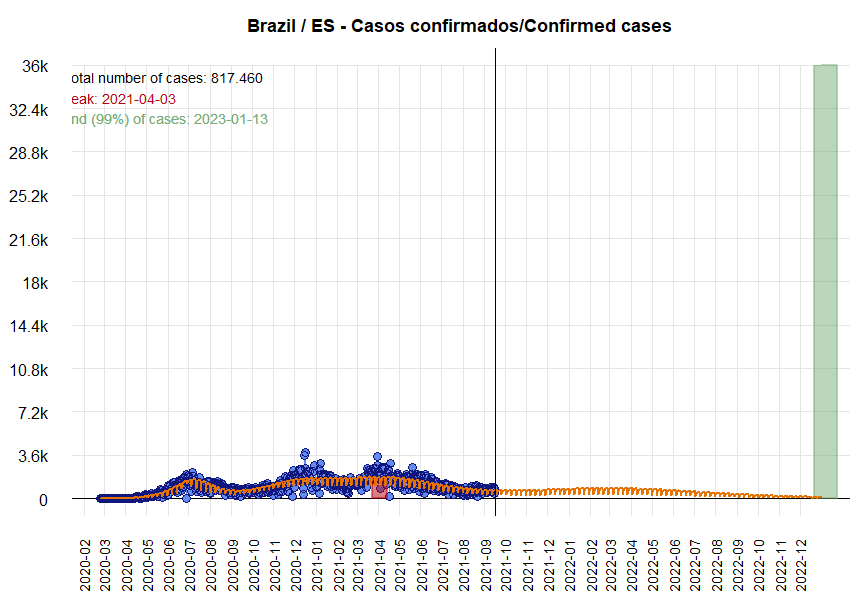 Brazil / ES - Casos confirmados/Confirmed cases
otal number of cases: 817.460
eak: 2021-04-03
nd (99%) of cases: 2023-01-13
36k
32.4k
28.8k
25.2k
21.6k
18k
14.4k
10.8k
7.2k
3.6k
0
2020-02
2020-03
2020-04
2020-05
2020-06
2020-07
2020-08
2020-09
2020-10
2020-11
2020-12
2021-01
2021-03
2021-04
2021-05
2021-06
2021-07
2021-08
2021-09
2021-10
2021-11
2021-12
2022-01
2022-02
2022-03
2022-04
2022-05
2022-06
2022-07
2022-08
2022-09
2022-10
2022-11
2022-12